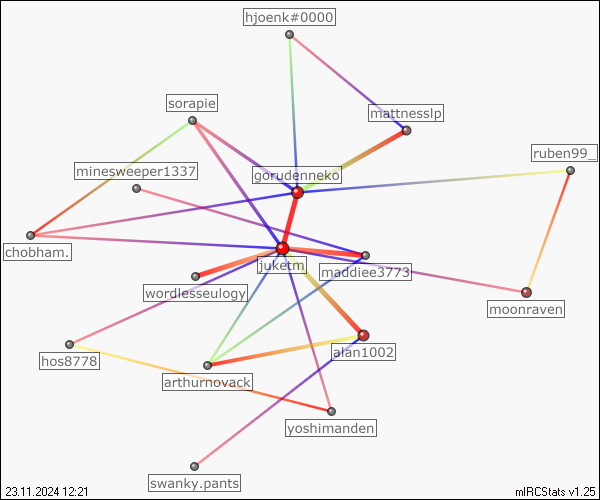 hjoenk#0000
sorapie
mattnesslp
ruben99_
minesweeper1337
gorudenneko
chobham.
juketm
maddiee3773
wordlesseulogy
moonraven
hos8778
alan1002
arthurnovack
yoshimanden
swanky.pants
23.11.2024 12:21
mIRCStats v1.25